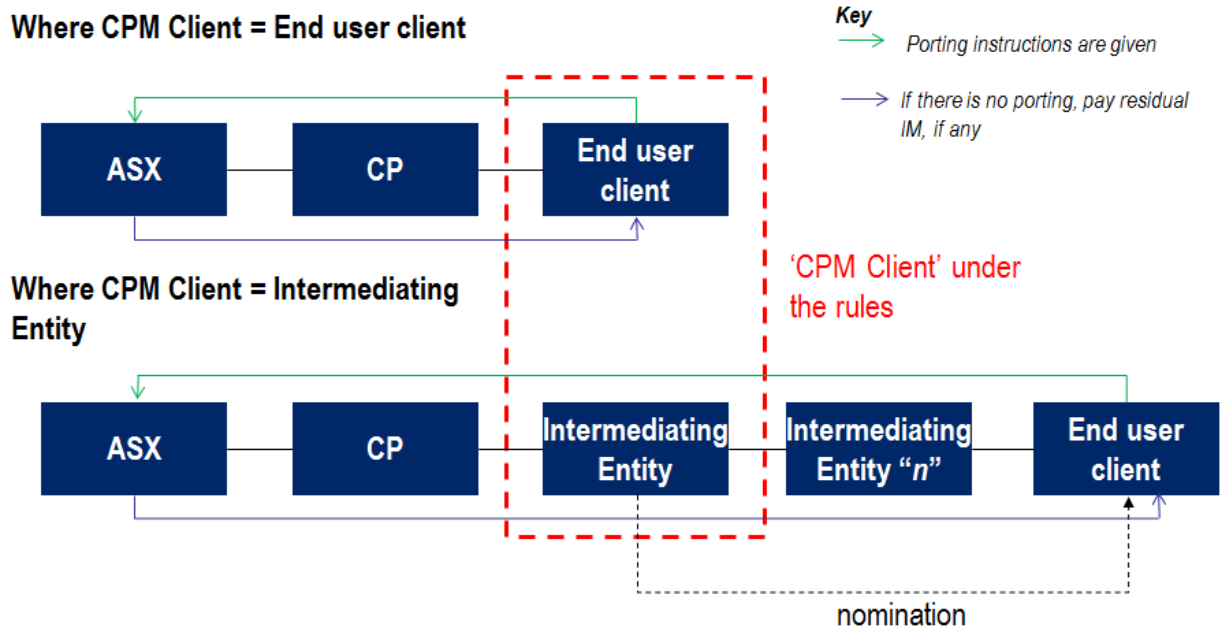 Where CPM Client = End user client
Key
Porting instructions are given
If there is no porting, pay residual
IM, if any
ASX
CP
End user
client
'CPM Client' under
the rules
Where CPM Client = Intermediating
Entity
ASX
CP
Intermediating
Entity
Intermediating
Entity "n"
End user
client
nomination